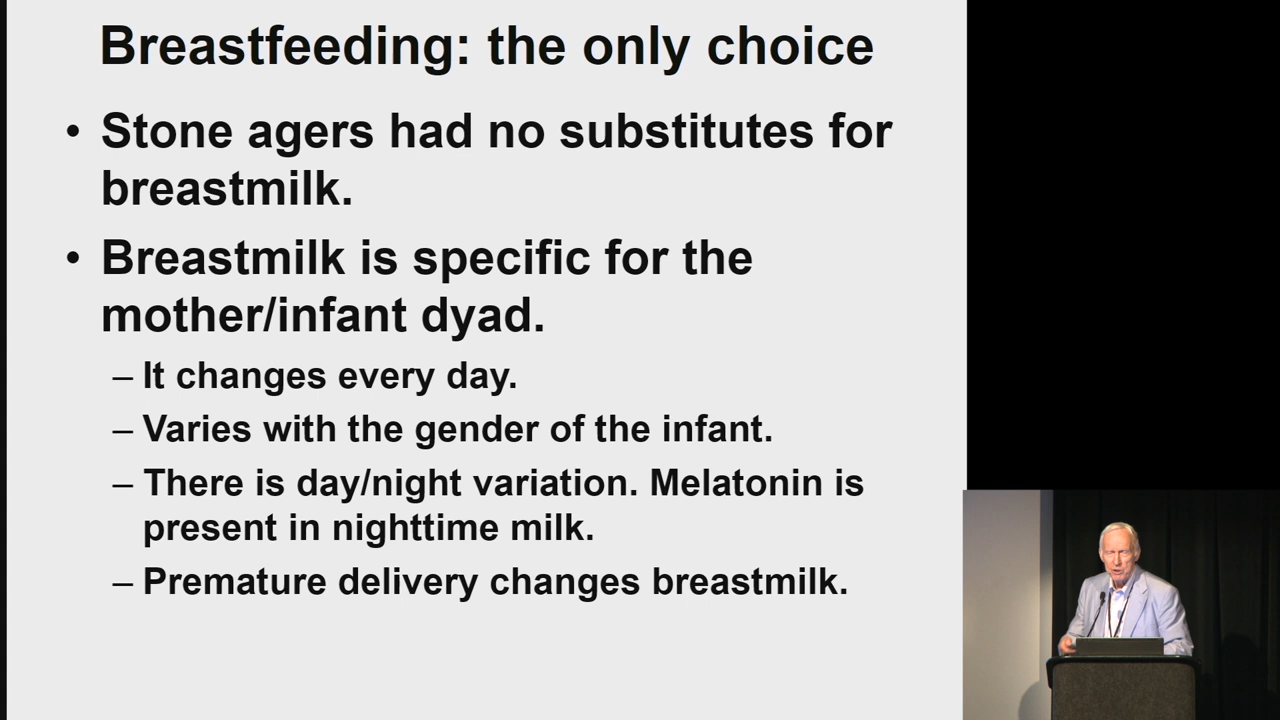 Breastfeeding: the only choice
• Stone agers had no substitutes for
breastmilk.
• Breastmilk is specific for the
mother/infant dyad.
– It changes every day.
– Varies with the gender of the infant.
– There is day/night variation. Melatonin is
present in nighttime milk.
– Premature delivery changes breastmilk.